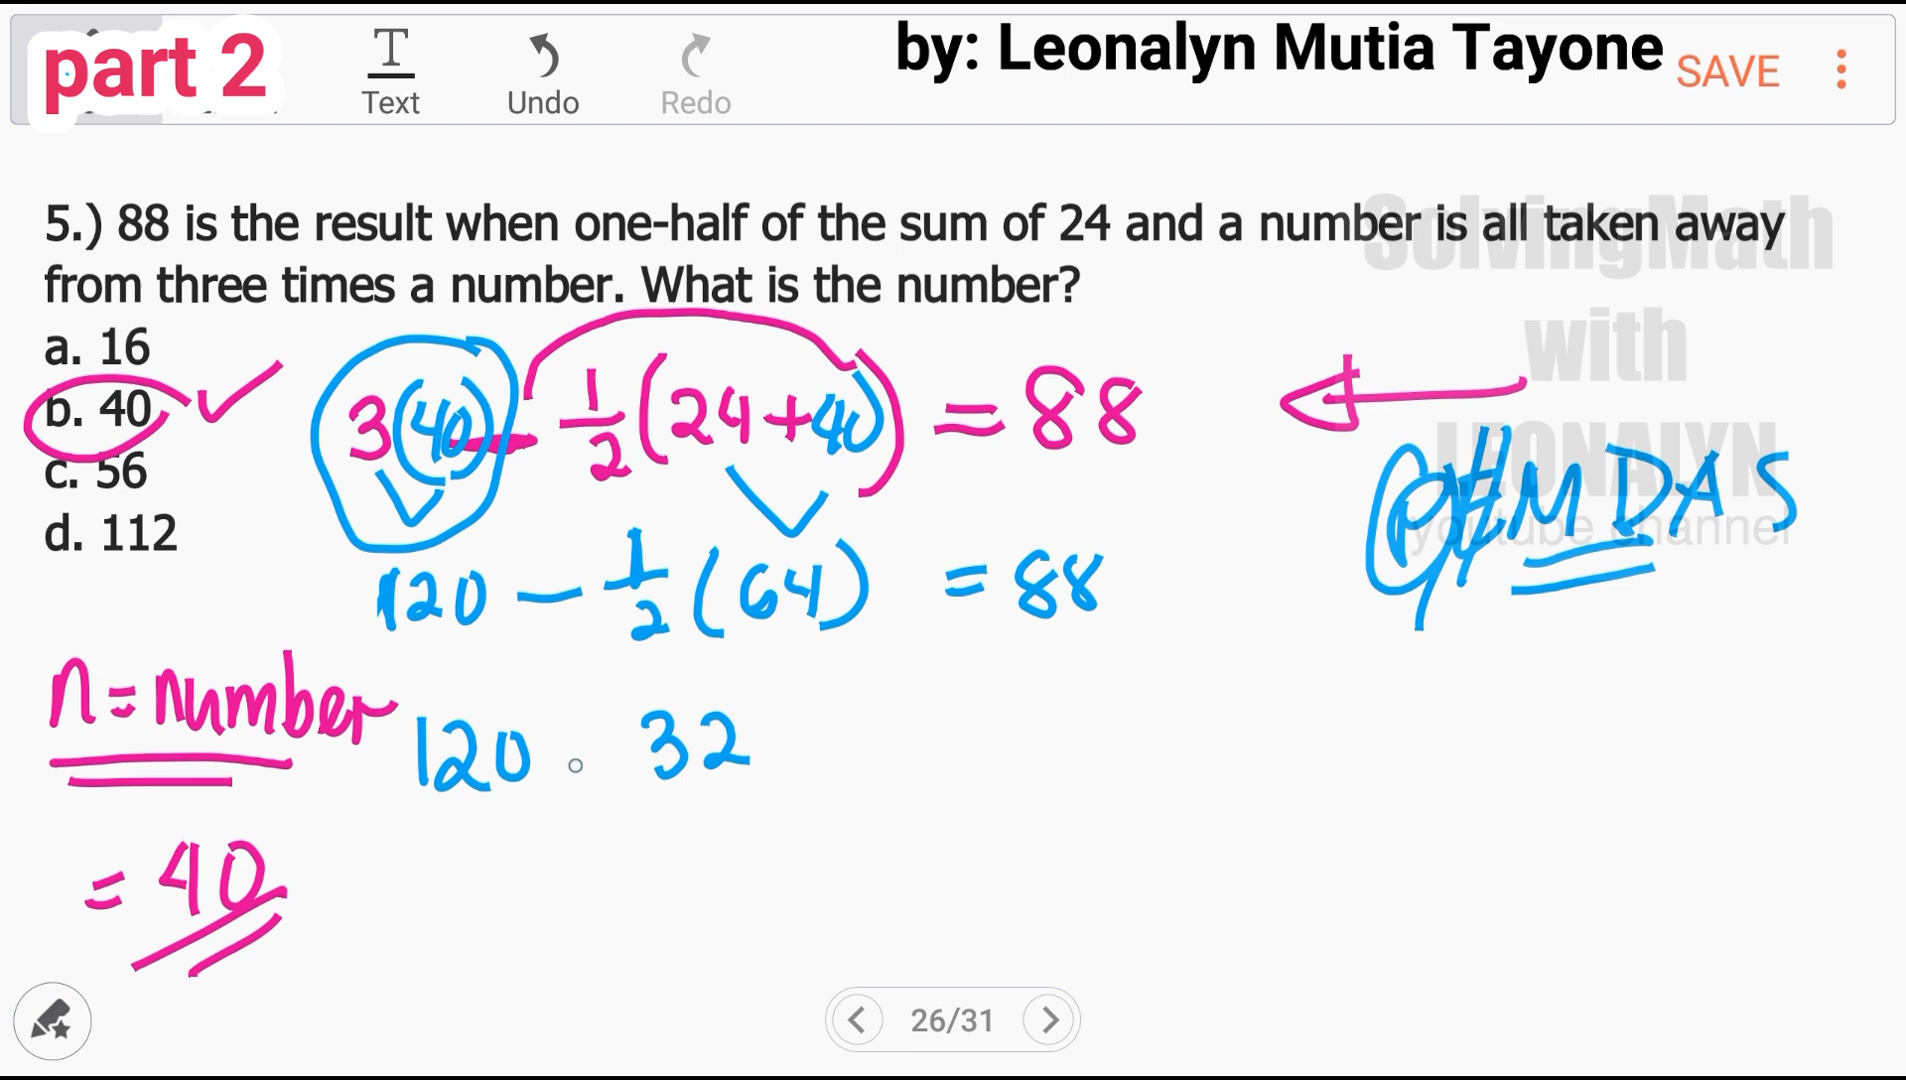 part 2
by: Leonalyn Mutia Tayone
Text
Undo
Redo
SAVE
SolvingMath
with
LEONALYN
youtube channel
5.) 88 is the result when one-half of the sum of 24 and a number is all taken away
from three times a number. What is the number?
a. 16
b. 40
c. 56
d. 112
3(40) - 1/2 (24+40) = 88
PEMDAS
120 - 1/2 (64) = 88
n = number
120 32
= 40
26/31